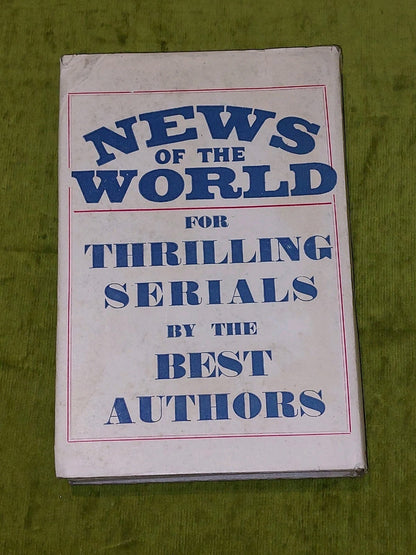 NEWS
OF THE
WORLD
FOR
THRILLING
SERIALS
BY THE
BEST
AUTHORS